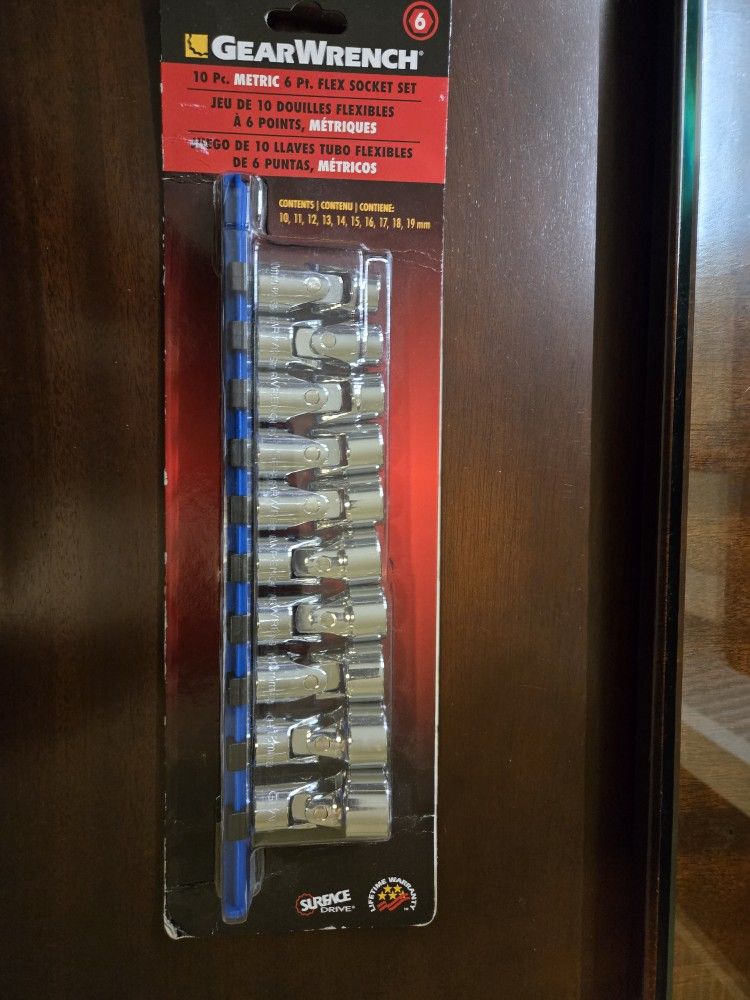 6
GEARWRENCH®
10 Pc. METRIC 6 Pt. FLEX SOCKET SET
JEU DE 10 DOUILLES FLEXIBLES
À 6 POINTS, MÉTRIQUES
JUEGO DE 10 LLAVES TUBO FLEXIBLES
DE 6 PUNTAS, MÉTRICOS
CONTENTS | CONTENU | CONTIENE:
10, 11, 12, 13, 14, 15, 16, 17, 18, 19 mm
SURFACE
DRIVE®
LIFETIME WARRANTY